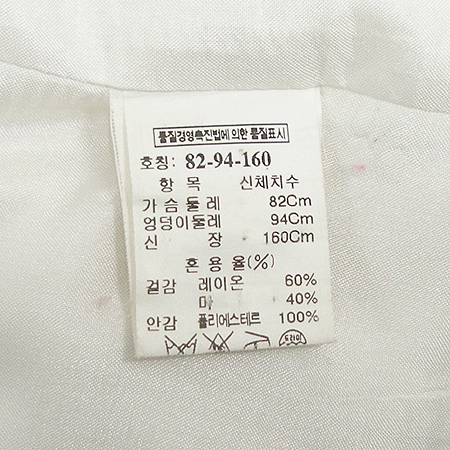 품질경영촉진법에 의한 품질표시
호칭: 82-94-160
항 목 신체치수
가슴둘레 82Cm
엉덩이둘레 94Cm
신 장 160Cm
혼용율(%)
겉감 레이온 60%
마 40%
안감 폴리에스테르 100%
드라이